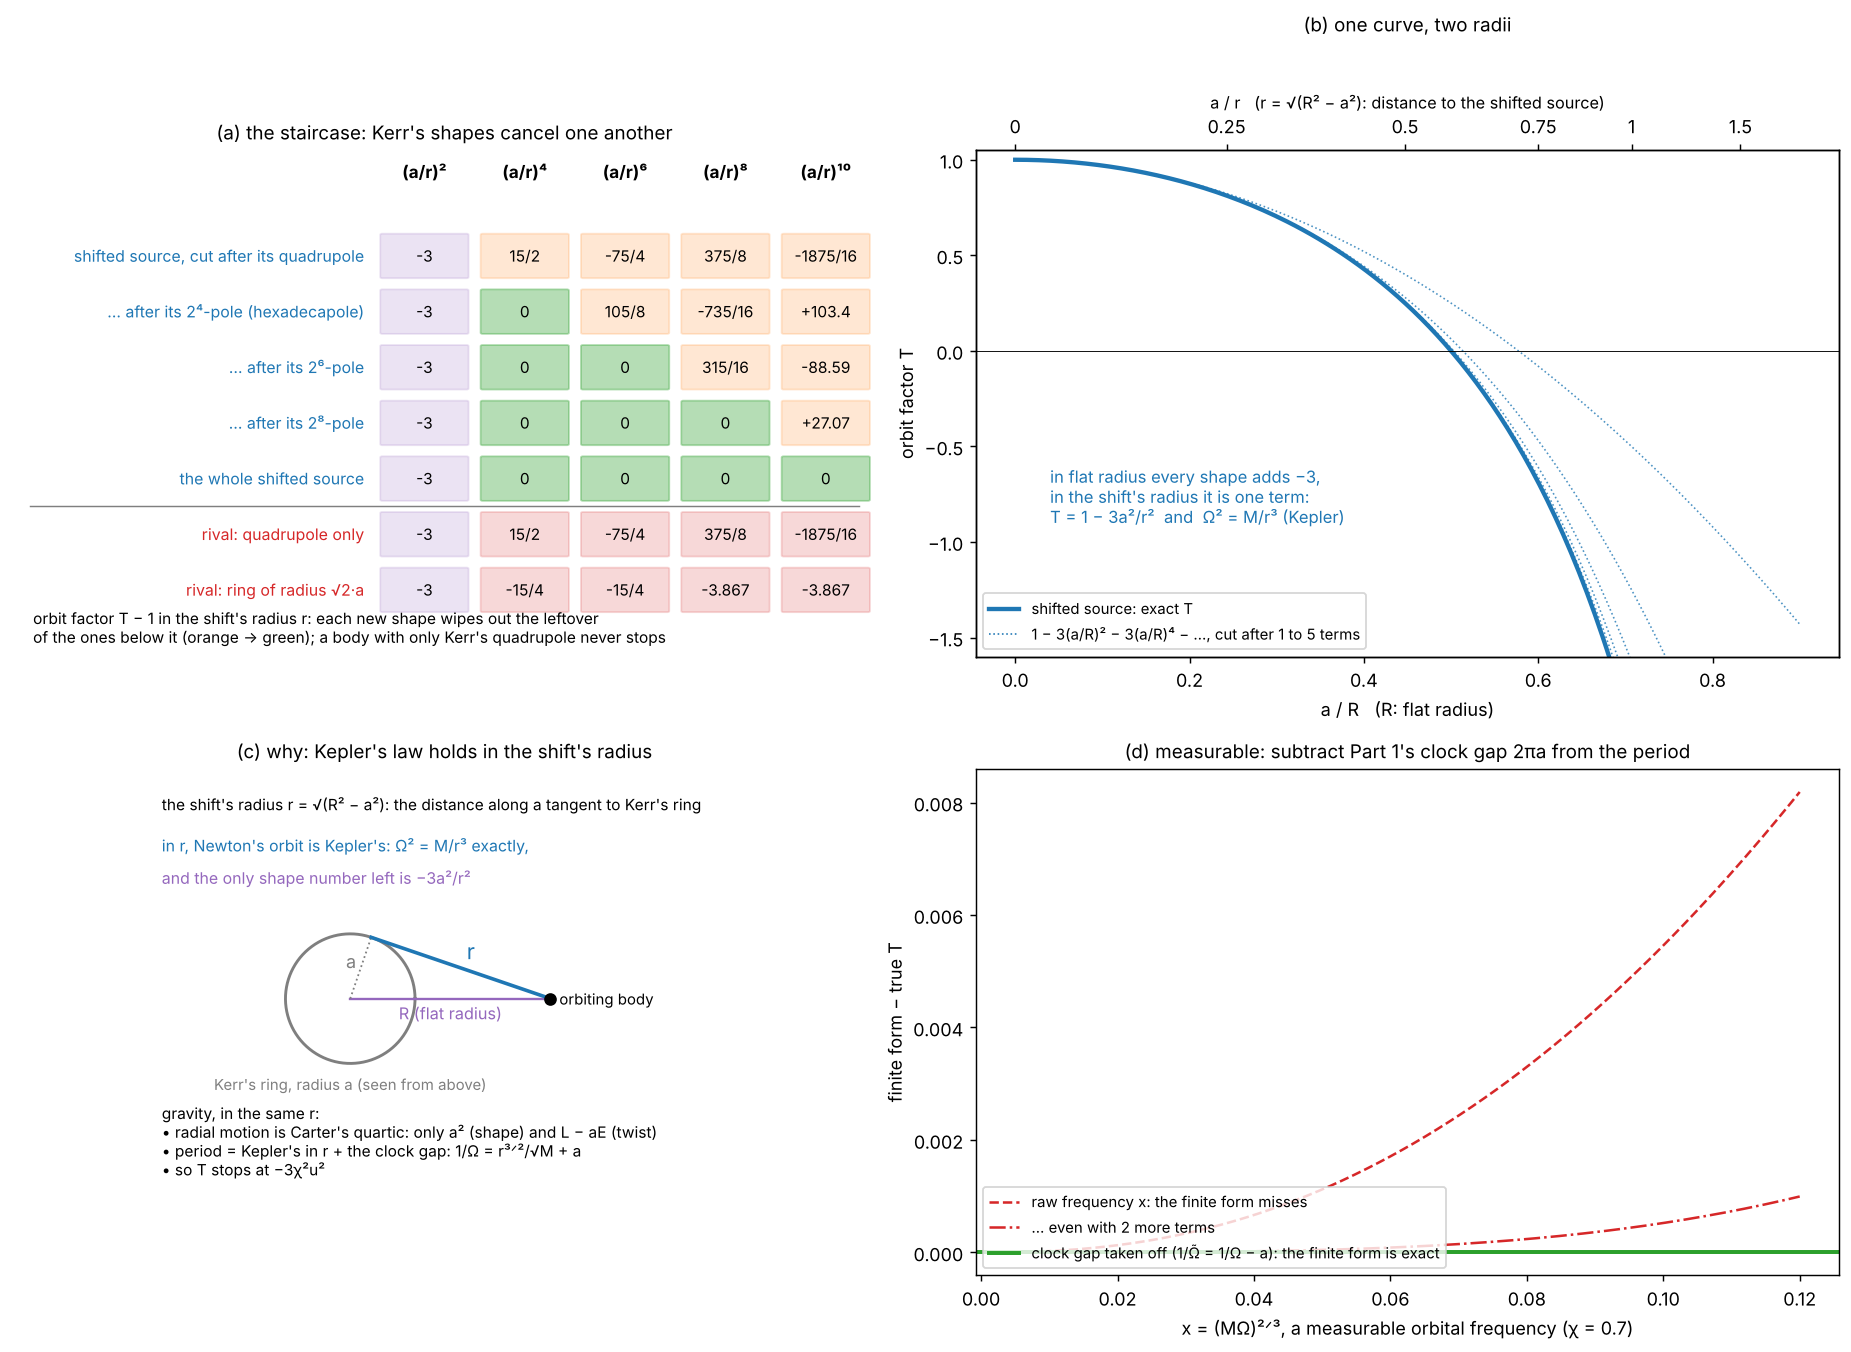 (a) the staircase: Kerr's shapes cancel one another
(a/r)² (a/r)⁴ (a/r)⁶ (a/r)⁸ (a/r)¹⁰
shifted source, cut after its quadrupole -3 15/2 -75/4 375/8 -1875/16
... after its 2⁴-pole (hexadecapole) -3 0 105/8 -735/16 +103.4
... after its 2⁶-pole -3 0 0 315/16 -88.59
... after its 2⁸-pole -3 0 0 0 +27.07
the whole shifted source -3 0 0 0 0
rival: quadrupole only -3 15/2 -75/4 375/8 -1875/16
rival: ring of radius √2·a -3 -15/4 -15/4 -3.867 -3.867
orbit factor T − 1 in the shift's radius r: each new shape wipes out the leftover
of the ones below it (orange → green); a body with only Kerr's quadrupole never stops
(b) one curve, two radii
a / r (r = √(R² − a²): distance to the shifted source)
0 0.25 0.5 0.75 1 1.5
1.0
0.5
0.0
−0.5
−1.0
−1.5
orbit factor T
in flat radius every shape adds −3,
in the shift's radius it is one term:
T = 1 − 3a²/r² and Ω² = M/r³ (Kepler)
shifted source: exact T
1 − 3(a/R)² − 3(a/R)⁴ − ..., cut after 1 to 5 terms
0.0 0.2 0.4 0.6 0.8
a / R (R: flat radius)
(c) why: Kepler's law holds in the shift's radius
the shift's radius r = √(R² − a²): the distance along a tangent to Kerr's ring
in r, Newton's orbit is Kepler's: Ω² = M/r³ exactly,
and the only shape number left is −3a²/r²
a
r
orbiting body
R (flat radius)
Kerr's ring, radius a (seen from above)
gravity, in the same r:
• radial motion is Carter's quartic: only a² (shape) and L − aE (twist)
• period = Kepler's in r + the clock gap: 1/Ω = r³ᐟ²/√M + a
• so T stops at −3χ²u²
(d) measurable: subtract Part 1's clock gap 2πa from the period
0.008
0.006
0.004
0.002
0.000
finite form − true T
raw frequency x: the finite form misses
... even with 2 more terms
clock gap taken off (1/Ω̃ = 1/Ω − a): the finite form is exact
0.00 0.02 0.04 0.06 0.08 0.10 0.12
x = (MΩ)²ᐟ³, a measurable orbital frequency (χ = 0.7)